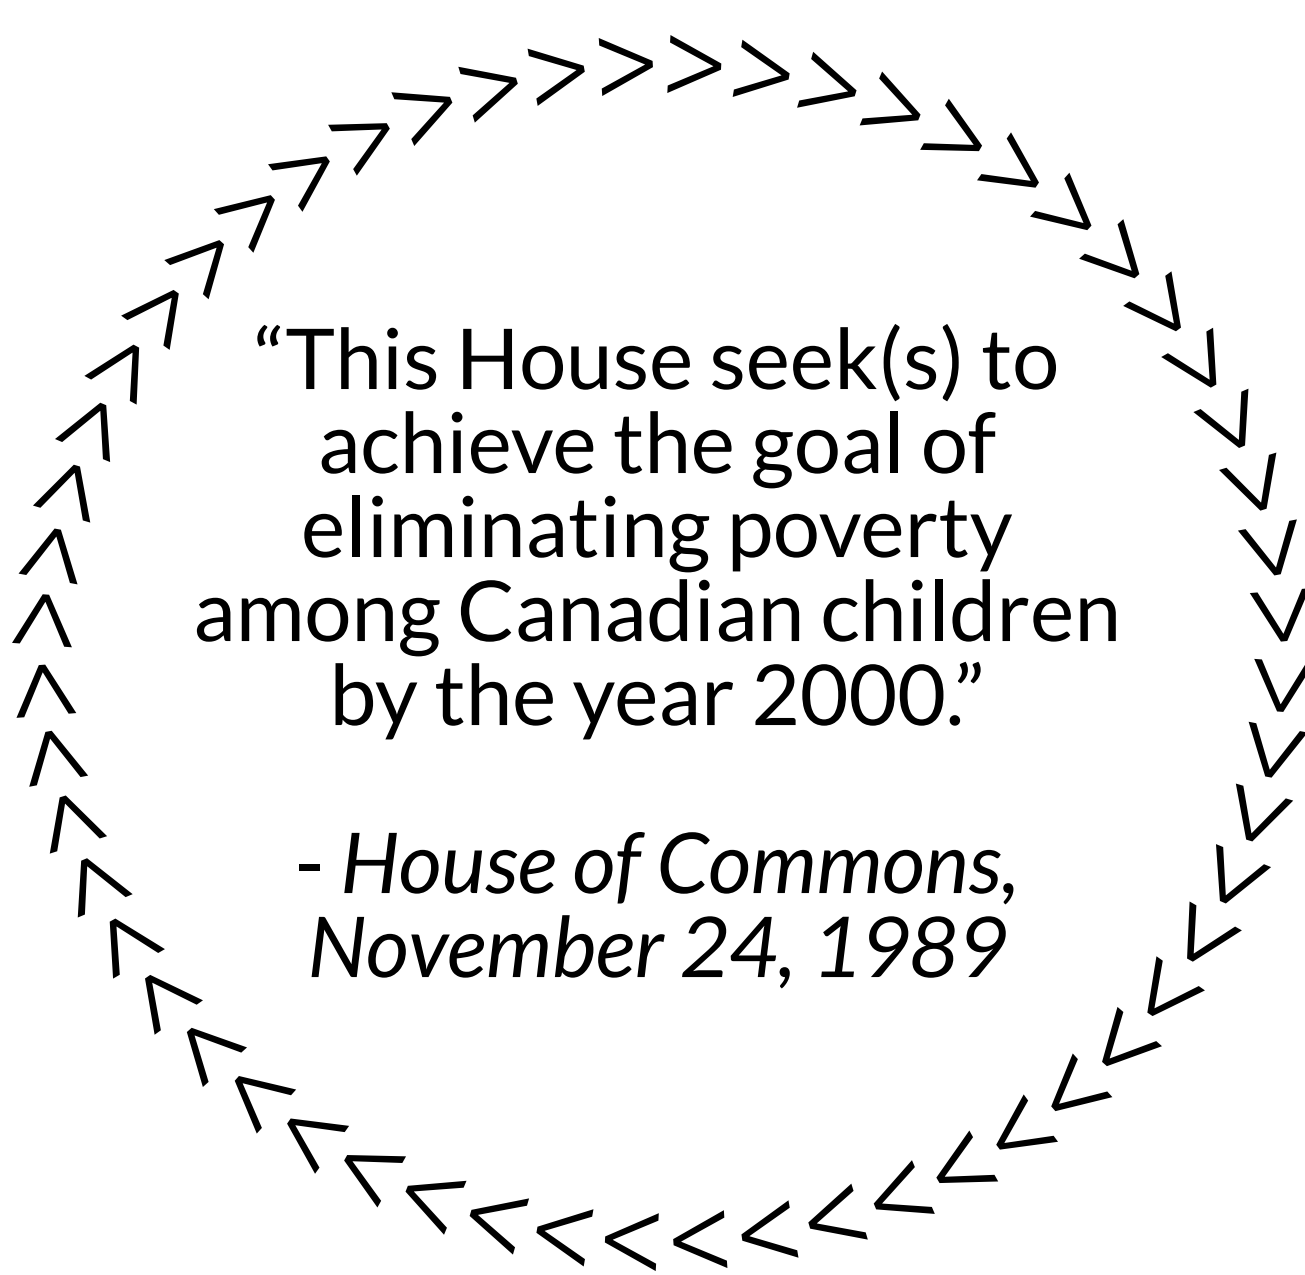 “This House seek(s) to
achieve the goal of
eliminating poverty
among Canadian children
by the year 2000.”
- House of Commons,
November 24, 1989